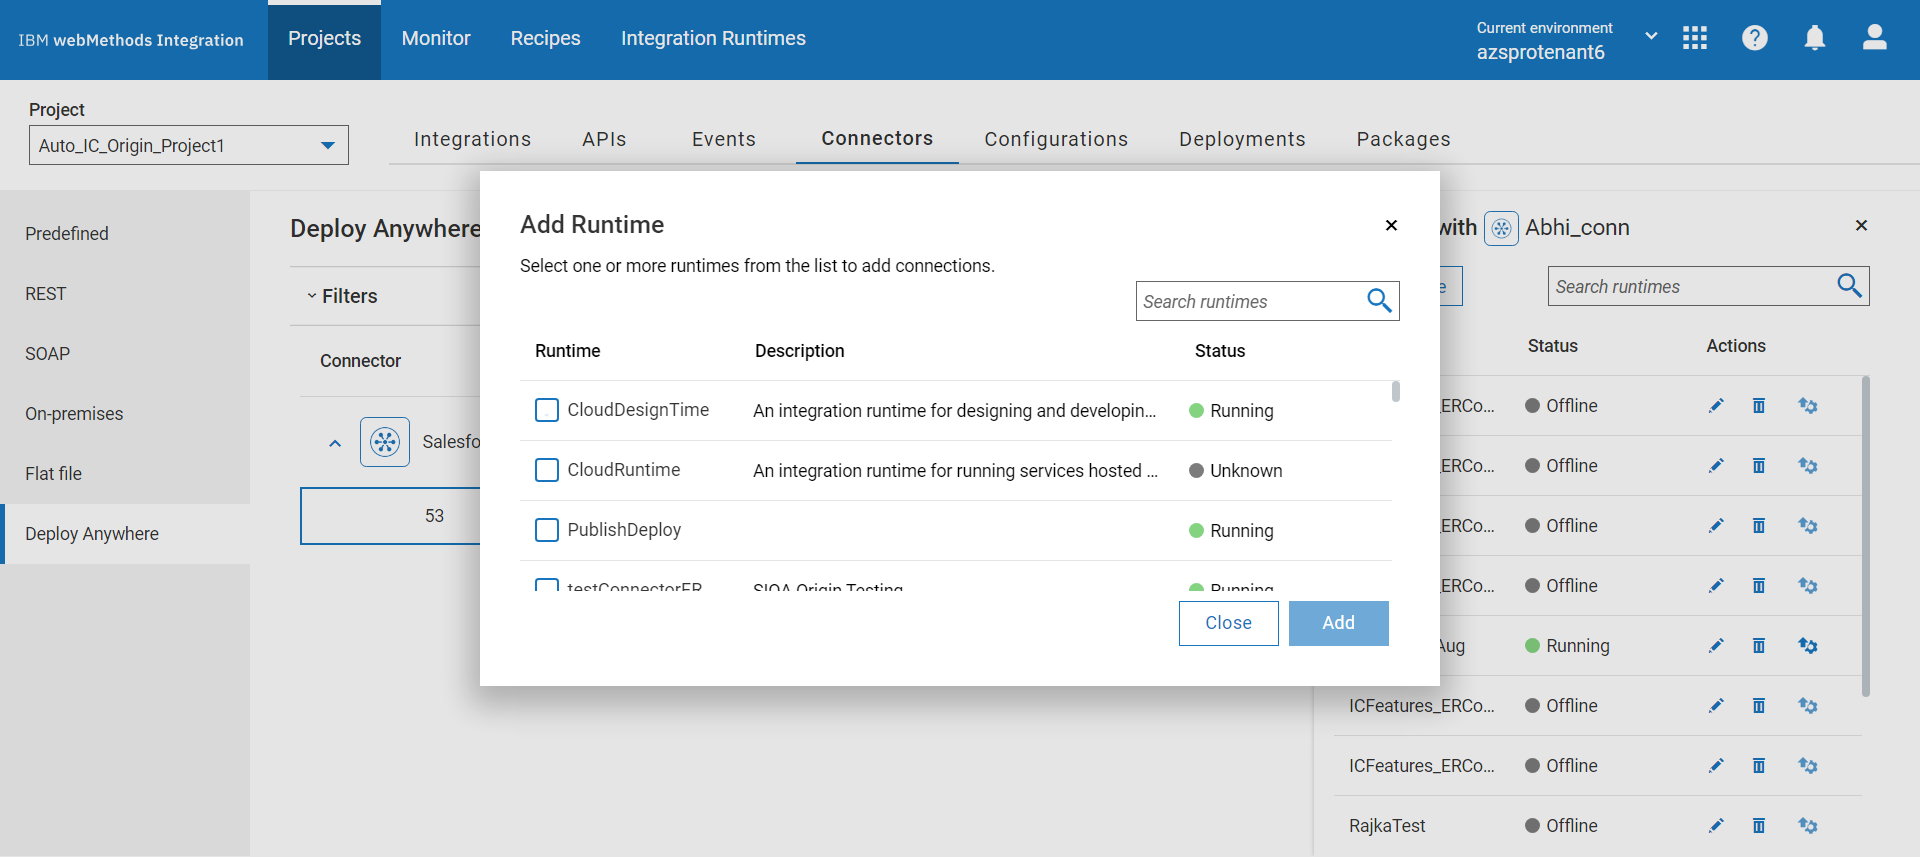 IBM webMethods Integration
Projects
Monitor
Recipes
Integration Runtimes
Current environment
azsprotenant6
Project
Auto_IC_Origin_Project1
Integrations
APIs
Events
Connectors
Configurations
Deployments
Packages
Predefined
REST
SOAP
On-premises
Flat file
Deploy Anywhere
Deploy Anywhere
Filters
Connector
Salesfo
53
Add Runtime
Select one or more runtimes from the list to add connections.
Search runtimes
Runtime Description Status
CloudDesignTime An integration runtime for designing and developin... Running
CloudRuntime An integration runtime for running services hosted ... Unknown
PublishDeploy Running
testConnectorER SIQA Origin Testing Running
Close
Add
with Abhi_conn
e
Search runtimes
Status Actions
_ERCo... Offline
_ERCo... Offline
_ERCo... Offline
_ERCo... Offline
Aug Running
ICFeatures_ERCo... Offline
ICFeatures_ERCo... Offline
RajkaTest Offline